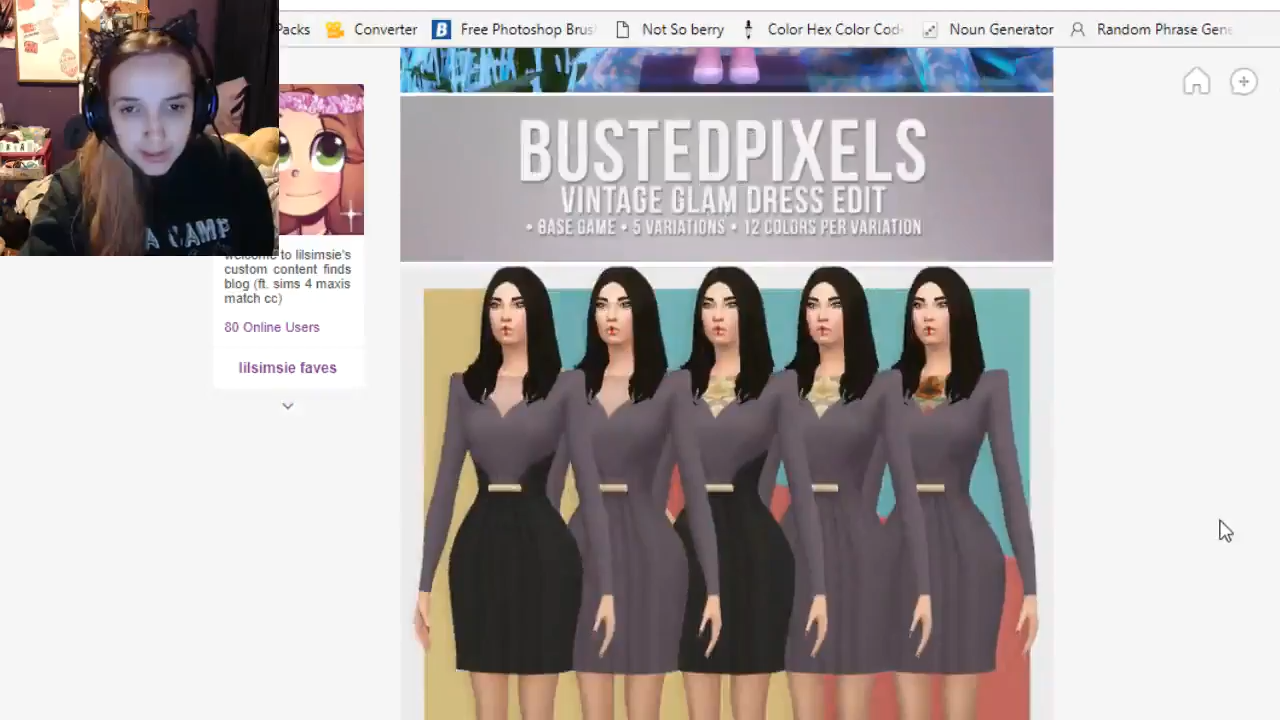 Packs
Converter
Free Photoshop Brus
Not So berry
Color Hex Color Cod
Noun Generator
Random Phrase Gene
BUSTEDPIXELS
VINTAGE GLAM DRESS EDIT
• BASE GAME • 5 VARIATIONS • 12 COLORS PER VARIATION
A CAMP
welcome to lilsimsie's
custom content finds
blog (ft. sims 4 maxis
match cc)
80 Online Users
lilsimsie faves